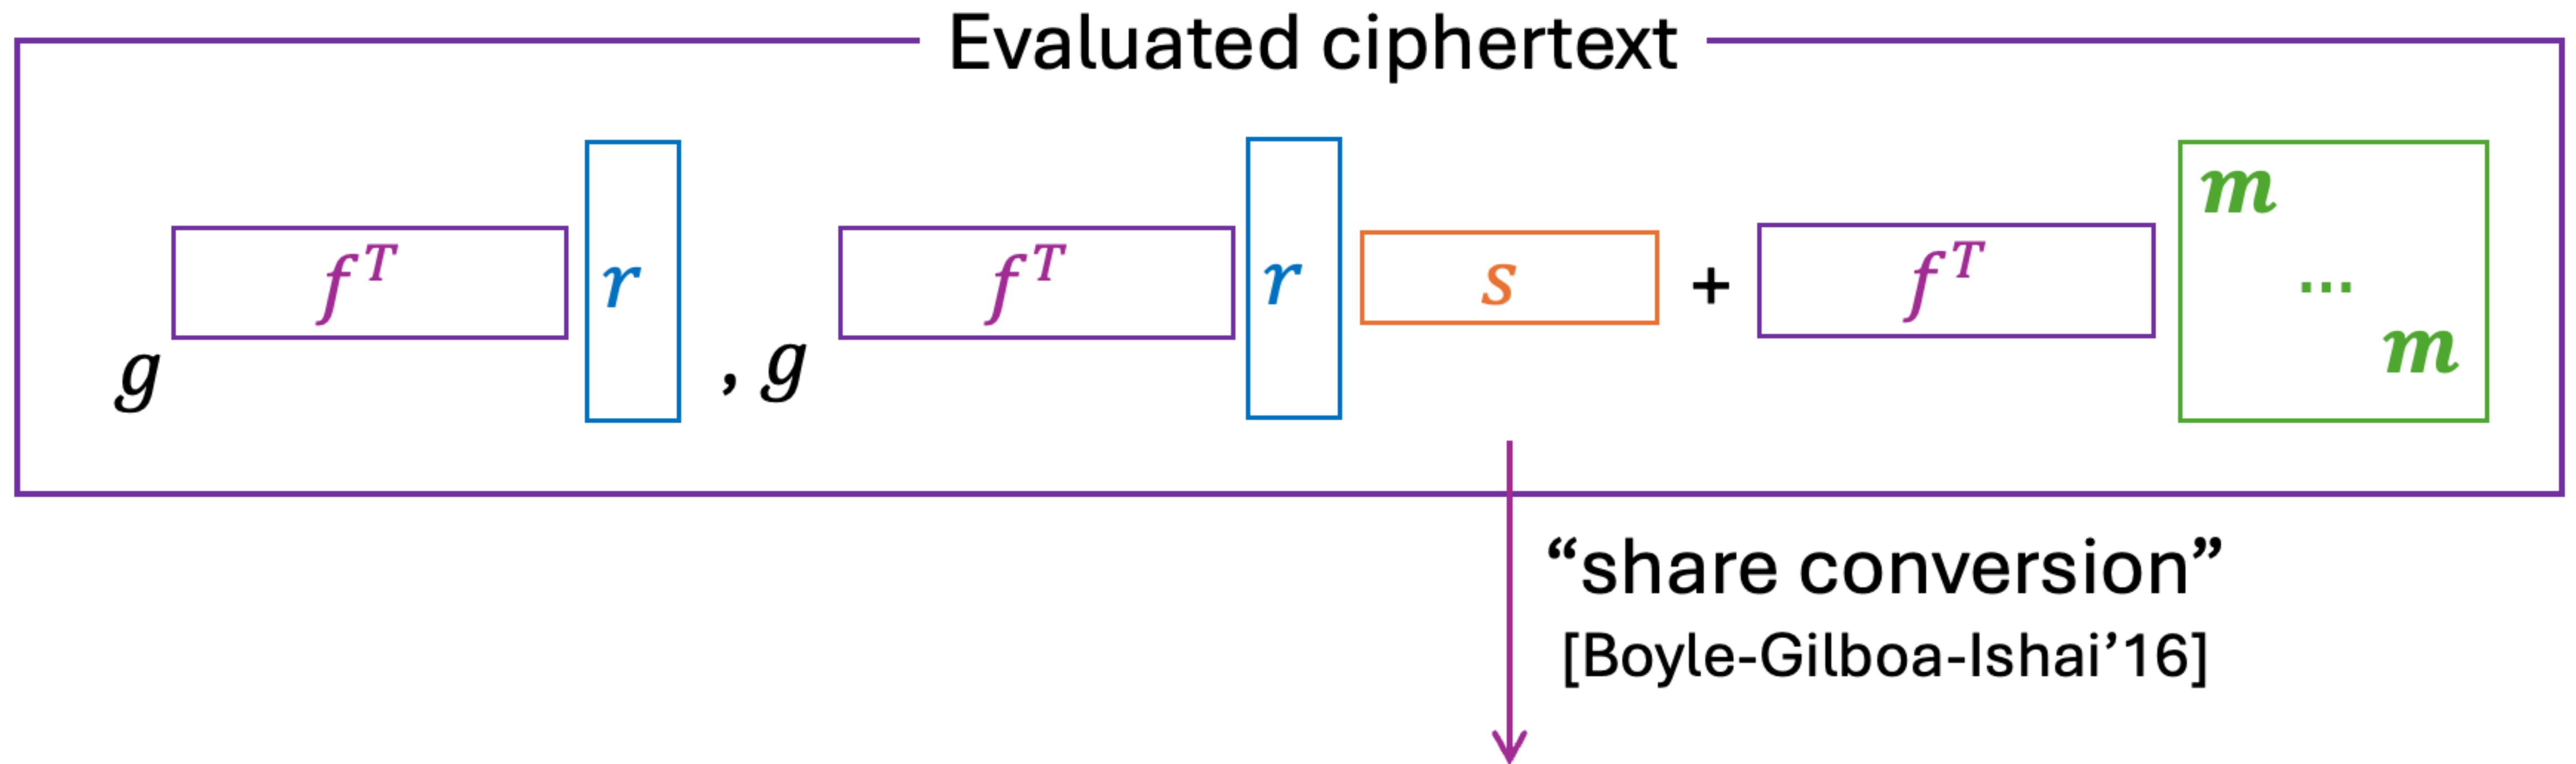 Evaluated ciphertext
g f^T r , g f^T r s + f^T m ... m
“share conversion”
[Boyle-Gilboa-Ishai’16]